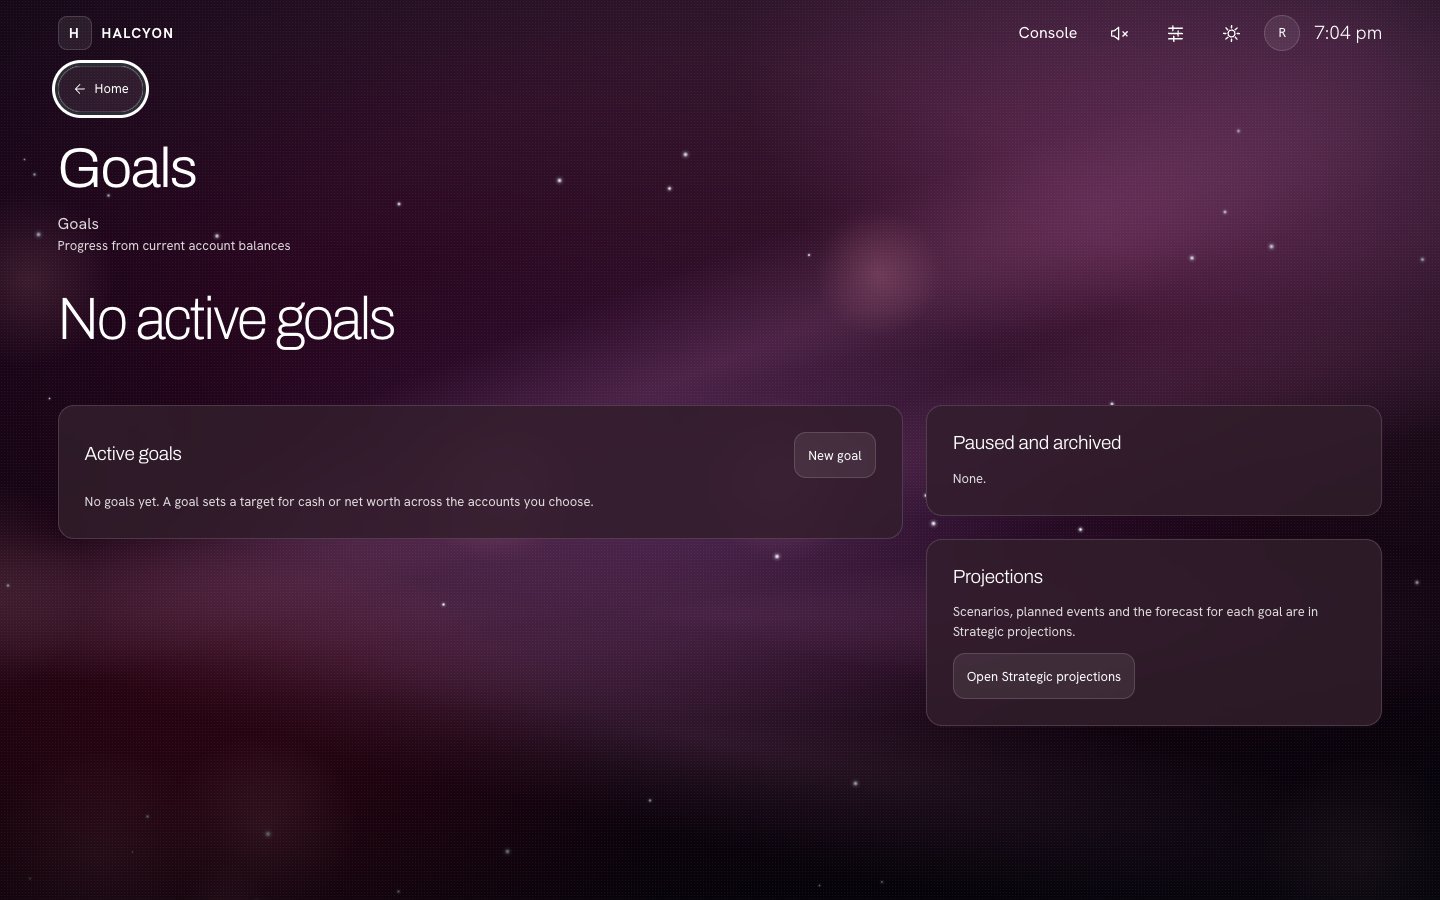 H HALCYON
Console
R
7:04 pm
Home
Goals
Goals
Progress from current account balances
No active goals
Active goals
New goal
No goals yet. A goal sets a target for cash or net worth across the accounts you choose.
Paused and archived
None.
Projections
Scenarios, planned events and the forecast for each goal are in
Strategic projections.
Open Strategic projections